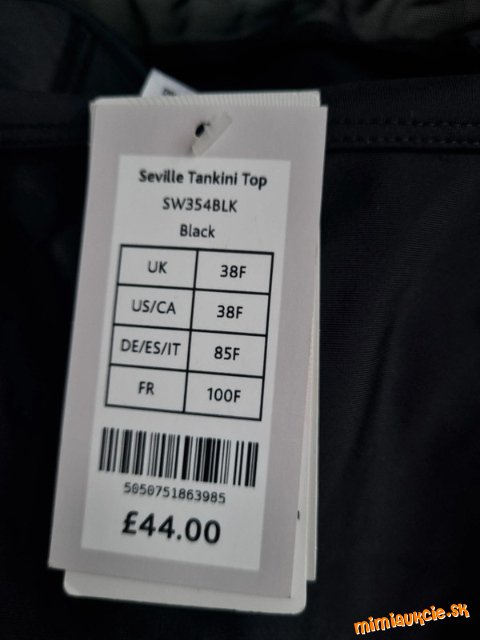 Seville Tankini Top
SW354BLK
Black
UK 38F
US/CA 38F
DE/ES/IT 85F
FR 100F
5050751863985
£44.00
mimiaukcie.sk